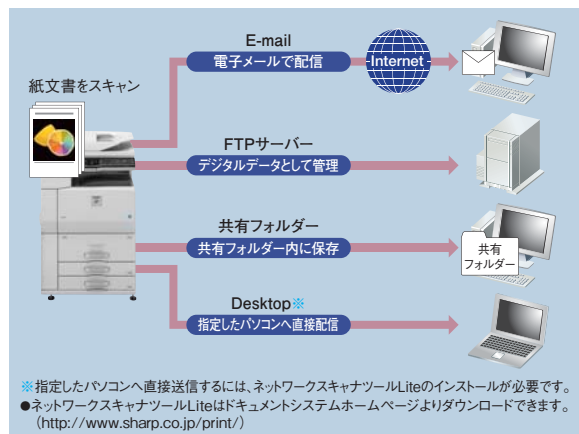 E-mail
電子メールで配信
Internet
紙文書をスキャン
FTPサーバー
デジタルデータとして管理
共有フォルダー
共有フォルダー内に保存
共有
フォルダー
Desktop※
指定したパソコンへ直接配信
※指定したパソコンへ直接送信するには、ネットワークスキャナツールLiteのインストールが必要です。
●ネットワークスキャナツールLiteはドキュメントシステムホームページよりダウンロードできます。
（http://www.sharp.co.jp/print/）